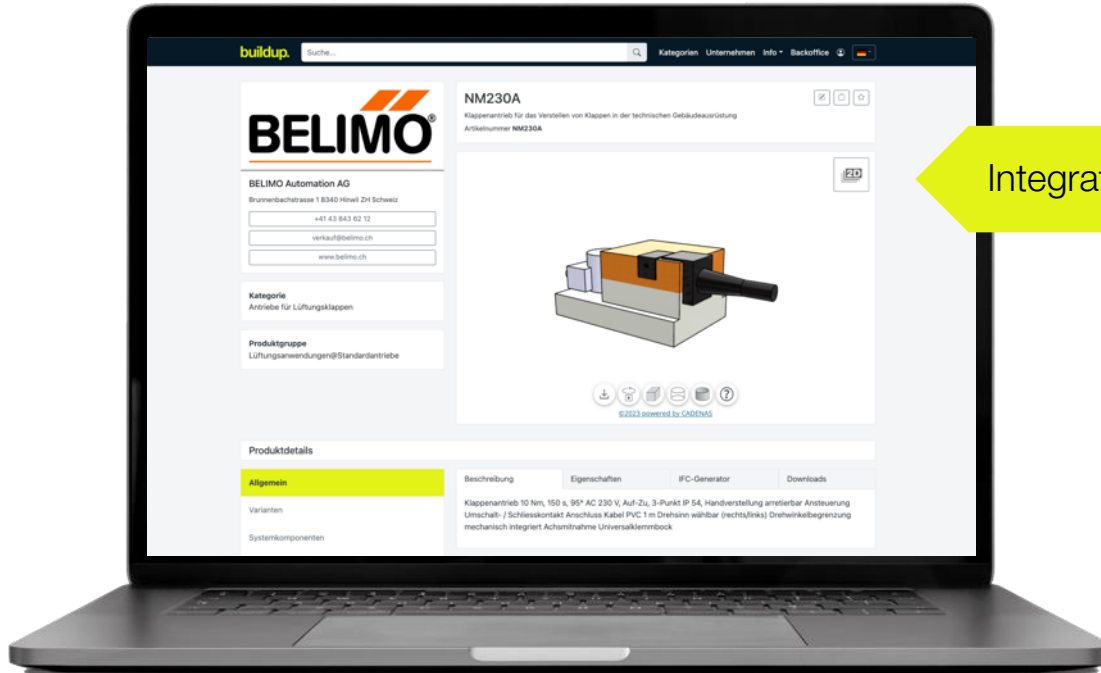 buildup.
Suche...
Kategorien Unternehmen Info Backoffice
BELIMO®
BELIMO Automation AG
Brunnenbachstrasse 1 8340 Hinwil ZH Schweiz
+41 43 843 62 12
verkauf@belimo.ch
www.belimo.ch
Kategorie
Antriebe für Lüftungsklappen
Produktgruppe
Lüftungsanwendungen@Standardantriebe
NM230A
Klappenantrieb für das Verstellen von Klappen in der technischen Gebäudeausrüstung
Artikelnummer NM230A
2D
?
©2023 powered by CADENAS
Integrat
Produktdetails
Allgemein
Varianten
Systemkomponenten
Beschreibung Eigenschaften IFC-Generator Downloads
Klappenantrieb 10 Nm, 150 s, 95° AC 230 V, Auf-Zu, 3-Punkt IP 54, Handverstellung arretierbar Ansteuerung
Umschalt- / Schliesskontakt Anschluss Kabel PVC 1 m Drehsinn wählbar (rechts/links) Drehwinkelbegrenzung
mechanisch integriert Achsmitnahme Universalklemmbock